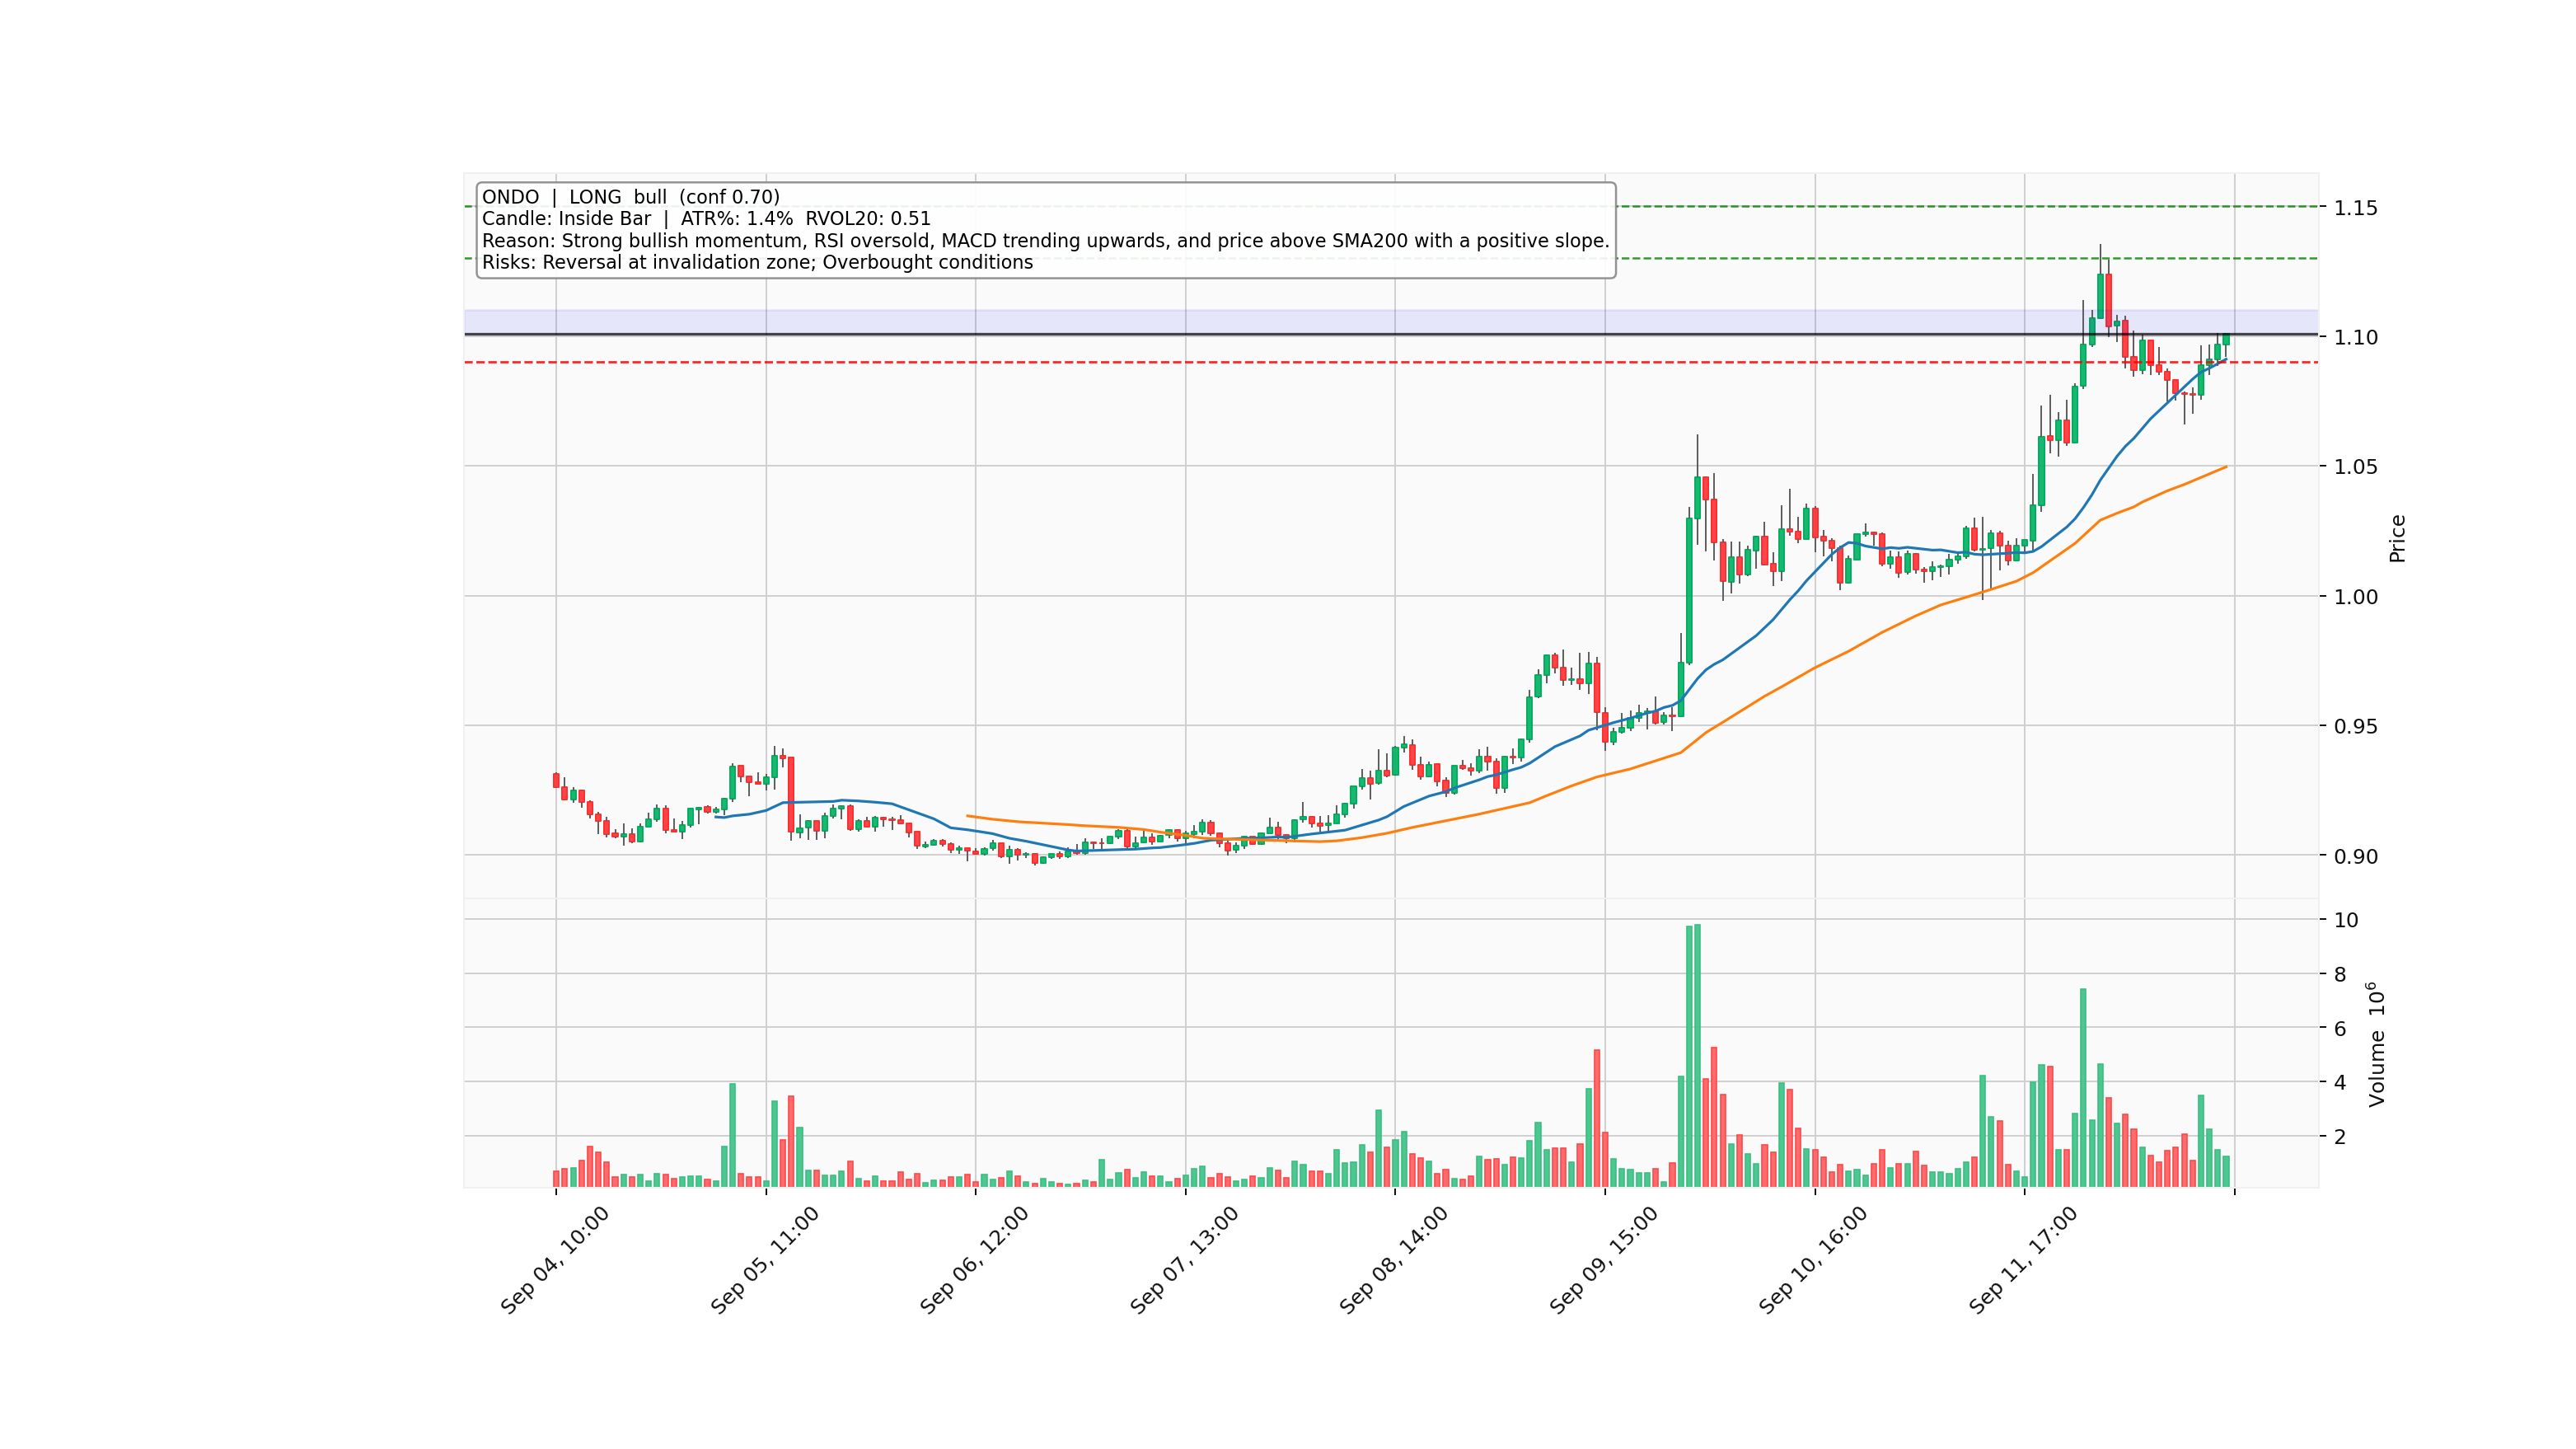 ONDO | LONG bull (conf 0.70)
Candle: Inside Bar | ATR%: 1.4% RVOL20: 0.51
Reason: Strong bullish momentum, RSI oversold, MACD trending upwards, and price above SMA200 with a positive slope.
Risks: Reversal at invalidation zone; Overbought conditions
1.15
1.10
1.05
1.00
0.95
0.90
Price
10
8
6
4
2
Volume 10⁶
Sep 04, 10:00
Sep 05, 11:00
Sep 06, 12:00
Sep 07, 13:00
Sep 08, 14:00
Sep 09, 15:00
Sep 10, 16:00
Sep 11, 17:00